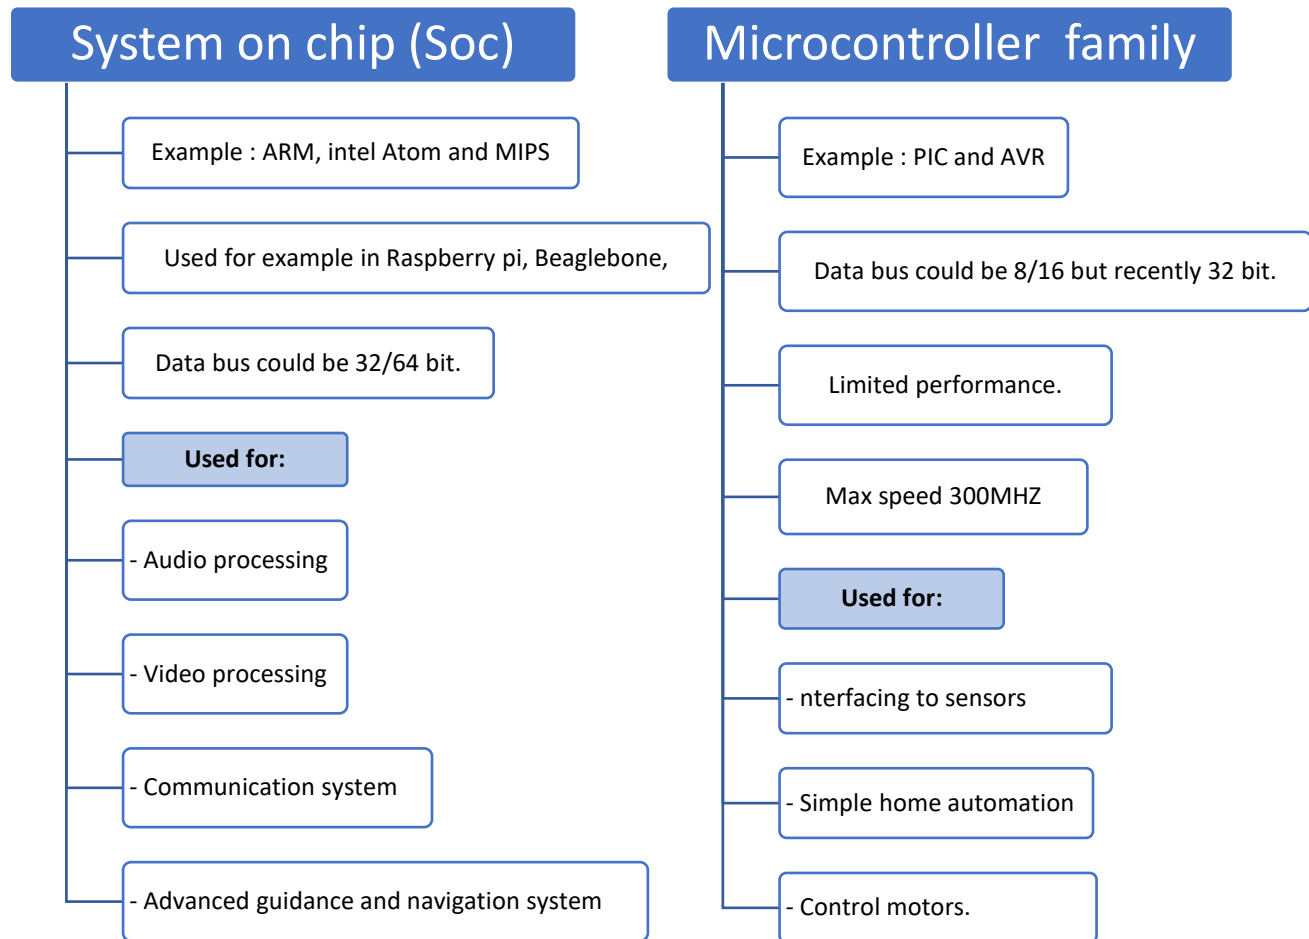 System on chip (Soc)
Example : ARM, intel Atom and MIPS
Used for example in Raspberry pi, Beaglebone,
Data bus could be 32/64 bit.
Used for:
- Audio processing
- Video processing
- Communication system
- Advanced guidance and navigation system
Microcontroller family
Example : PIC and AVR
Data bus could be 8/16 but recently 32 bit.
Limited performance.
Max speed 300MHZ
Used for:
- nterfacing to sensors
- Simple home automation
- Control motors.